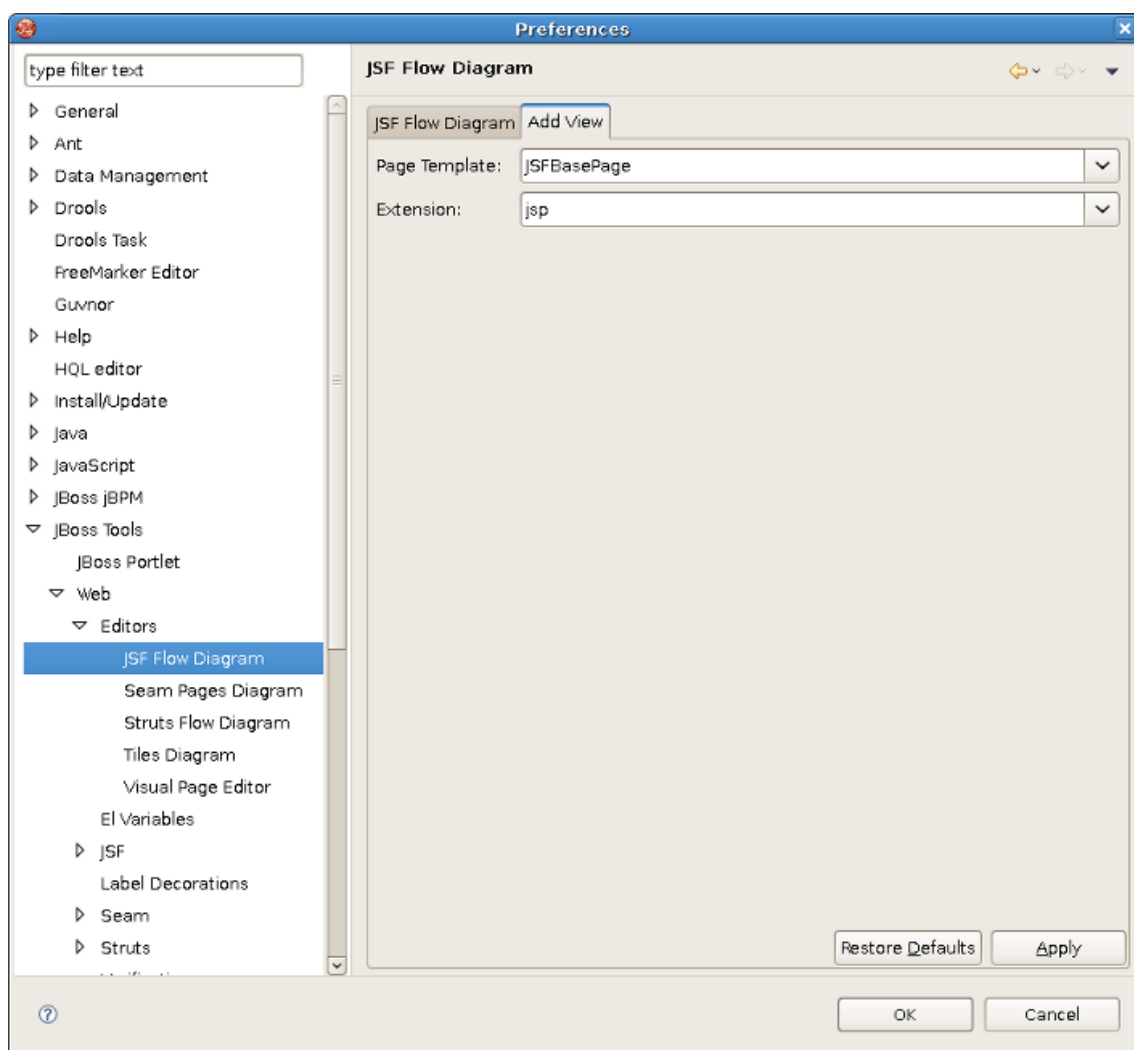 Preferences
type filter text
General
Ant
Data Management
Drools
Drools Task
FreeMarker Editor
Guvnor
Help
HQL editor
Install/Update
Java
JavaScript
JBoss jBPM
JBoss Tools
JBoss Portlet
Web
Editors
JSF Flow Diagram
Seam Pages Diagram
Struts Flow Diagram
Tiles Diagram
Visual Page Editor
El Variables
JSF
Label Decorations
Seam
Struts
JSF Flow Diagram
JSF Flow Diagram Add View
Page Template: JSFBasePage
Extension: jsp
Restore Defaults Apply
OK Cancel